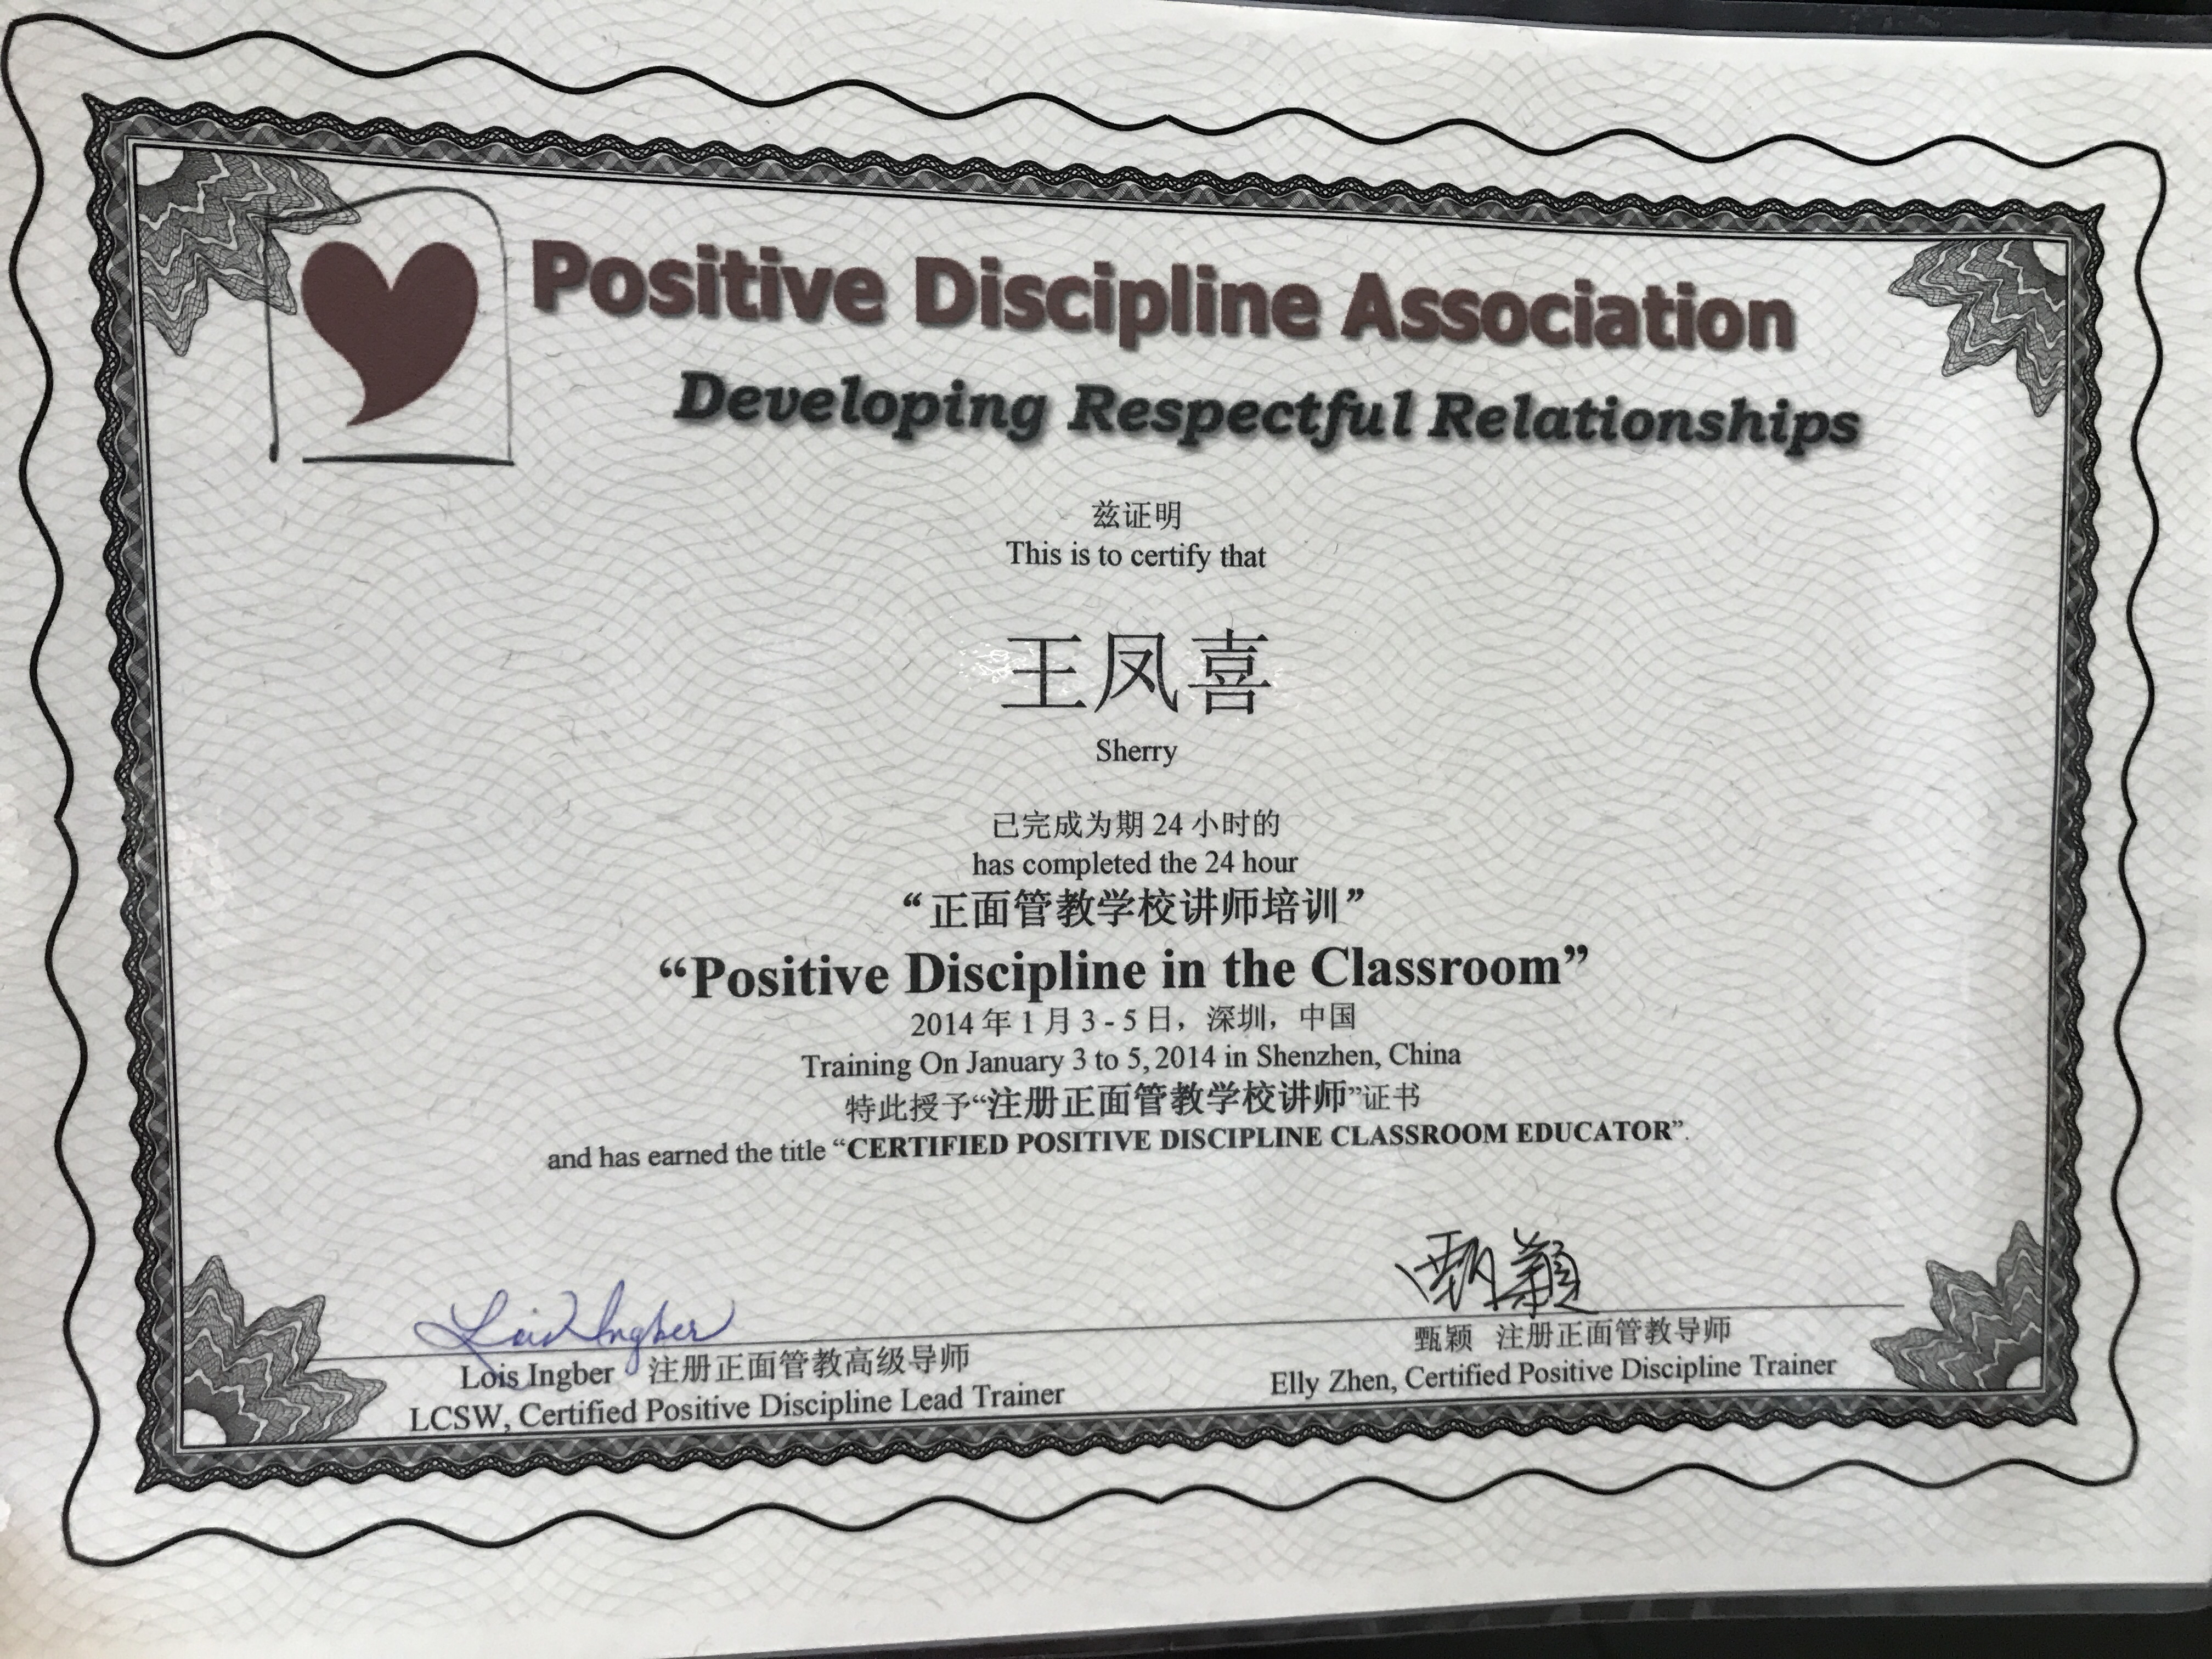 Positive Discipline Association
Developing Respectful Relationships
兹证明
This is to certify that
王凤喜
Sherry
已完成为期 24 小时的
has completed the 24 hour
“正面管教学校讲师培训”
“Positive Discipline in the Classroom”
2014 年 1 月 3 - 5 日，深圳，中国
Training On January 3 to 5, 2014 in Shenzhen, China
特此授予“注册正面管教学校讲师”证书
and has earned the title “CERTIFIED POSITIVE DISCIPLINE CLASSROOM EDUCATOR”.
Lois Ingber
甄颖
Lois Ingber 注册正面管教高级导师
LCSW, Certified Positive Discipline Lead Trainer
甄颖 注册正面管教导师
Elly Zhen, Certified Positive Discipline Trainer